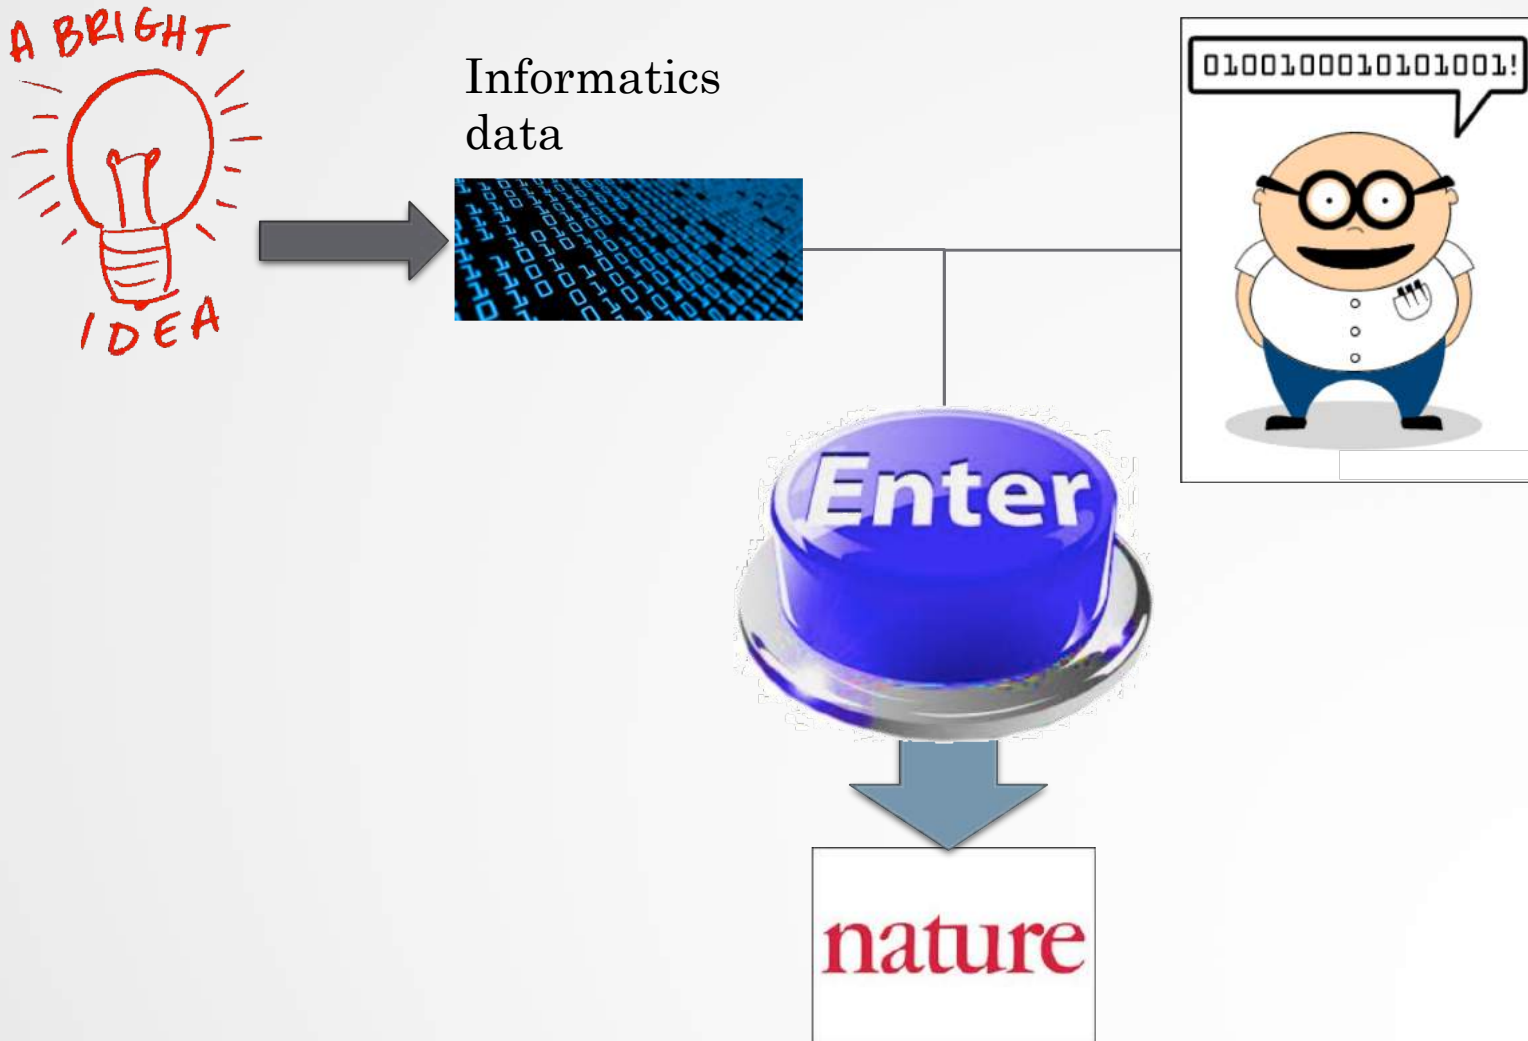 A BRIGHT
IDEA
Informatics
data
0100100010101001!
Enter
nature